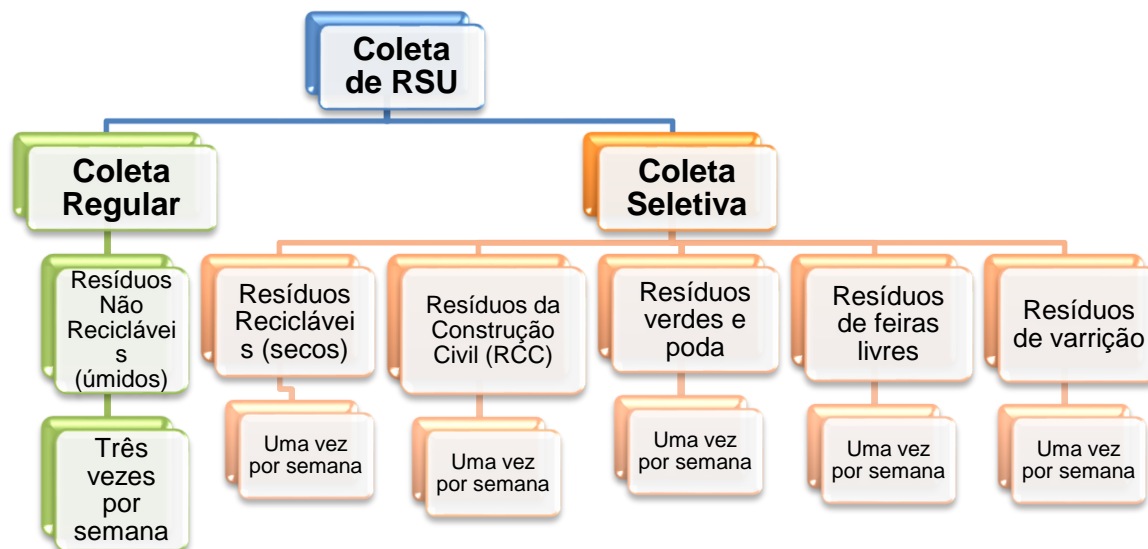 Coleta
de RSU
Coleta
Regular
Coleta
Seletiva
Resíduos
Não
Reciclávei
s
(úmidos)
Resíduos
Reciclávei
s (secos)
Resíduos da
Construção
Civil (RCC)
Resíduos
verdes e
poda
Resíduos
de feiras
livres
Resíduos
de varrição
Três
vezes
por
semana
Uma vez
por semana
Uma vez
por semana
Uma vez
por semana
Uma vez
por semana
Uma vez
por semana